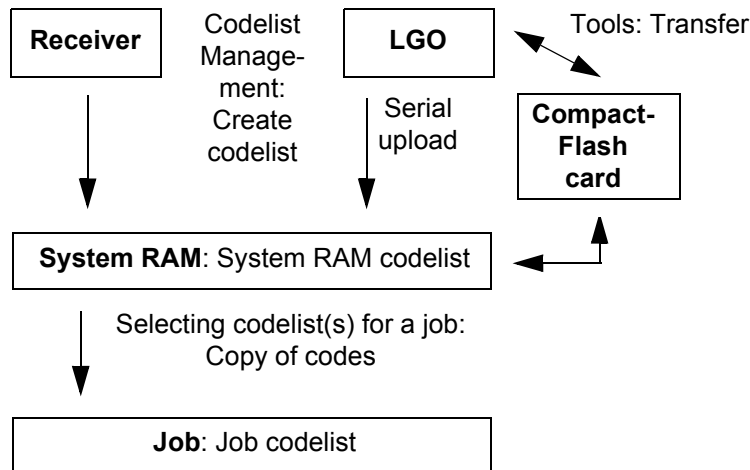 Receiver
Codelist
Manage-
ment:
Create
codelist
LGO
Tools: Transfer
Serial
upload
Compact-
Flash
card
System RAM: System RAM codelist
Selecting codelist(s) for a job:
Copy of codes
Job: Job codelist